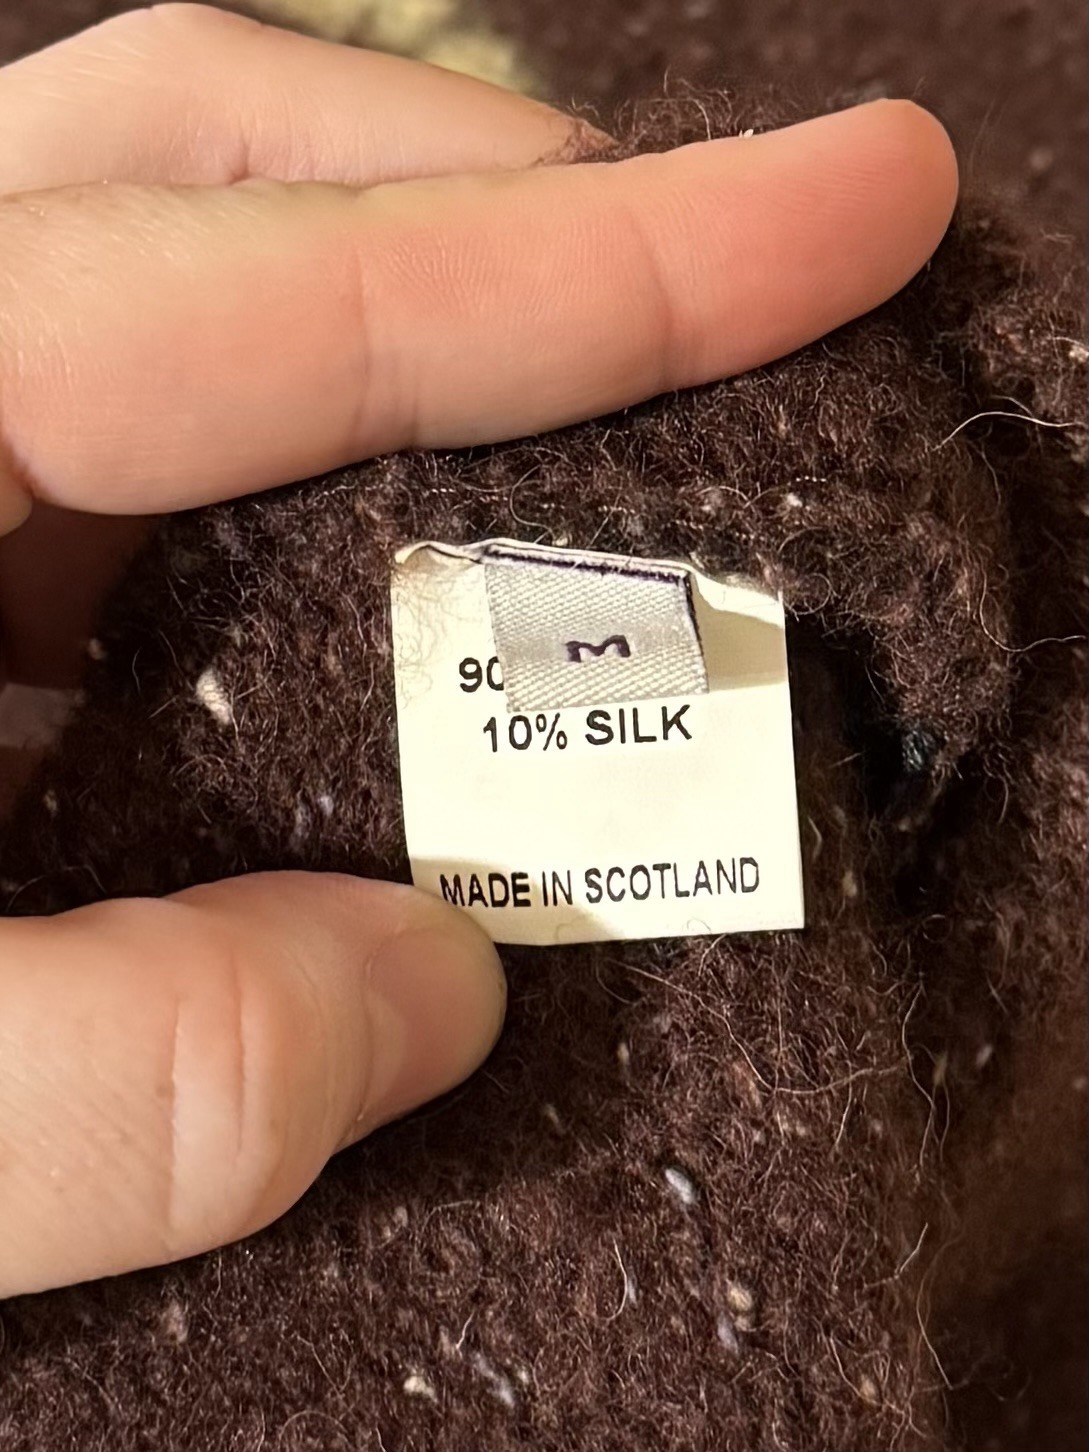 M
90
10% SILK
MADE IN SCOTLAND